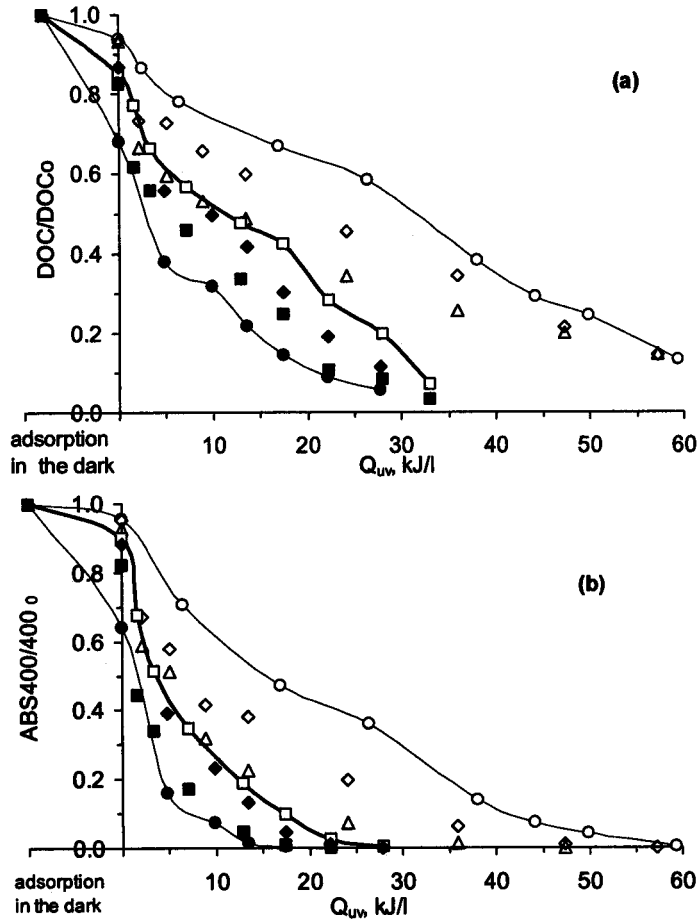 1.0
(a)
0.8
0.6
DOC/DOCo
0.4
0.2
0.0
adsorption
in the dark
10
20
30
40
50
60
Quv, kJ/l
1.0
(b)
0.8
0.6
ABS400/400 0
0.4
0.2
0.0
adsorption
in the dark
10
20
30
40
50
60
Quv, kJ/l